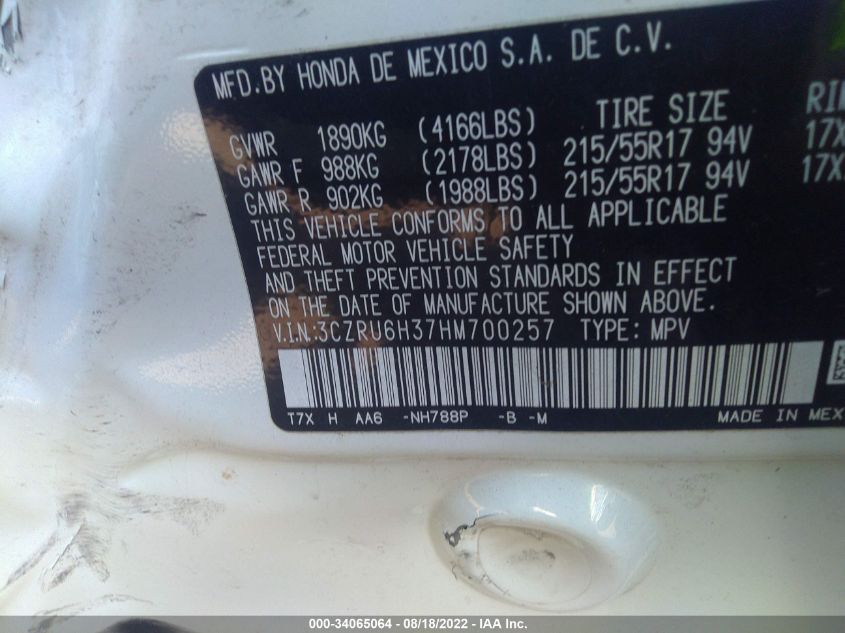 MFD.BY HONDA DE MEXICO S.A. DE C.V.
TIRE SIZE RI
GVWR 1890KG (4166LBS)
GAWR F 988KG (2178LBS) 215/55R17 94V 17X
GAWR R 902KG (1988LBS) 215/55R17 94V 17X
THIS VEHICLE CONFORMS TO ALL APPLICABLE
FEDERAL MOTOR VEHICLE SAFETY
AND THEFT PREVENTION STANDARDS IN EFFECT
ON THE DATE OF MANUFACTURE SHOWN ABOVE.
V.I.N:3CZRU6H37HM700257 TYPE: MPV
T7X H AA6 -NH788P -B -M MADE IN MEX
000-34065064 - 08/18/2022 - IAA Inc.